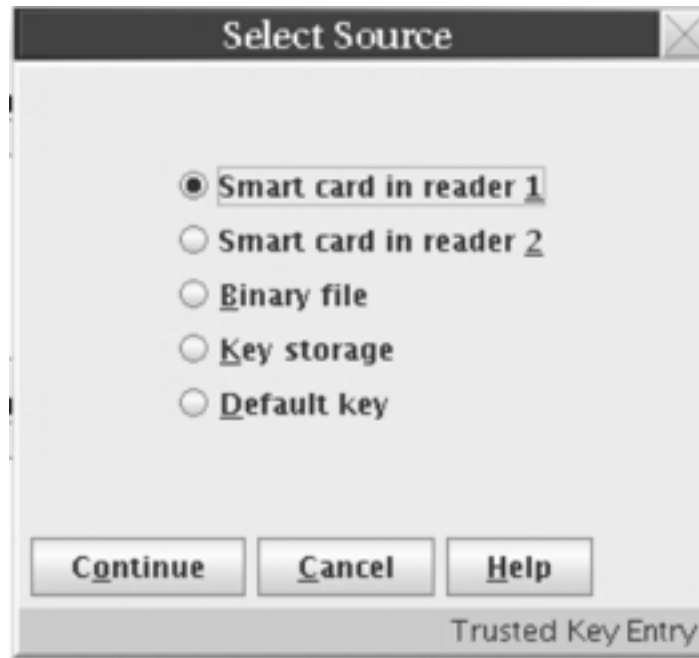 Select Source
Smart card in reader 1
Smart card in reader 2
Binary file
Key storage
Default key
Continue Cancel Help
Trusted Key Entry